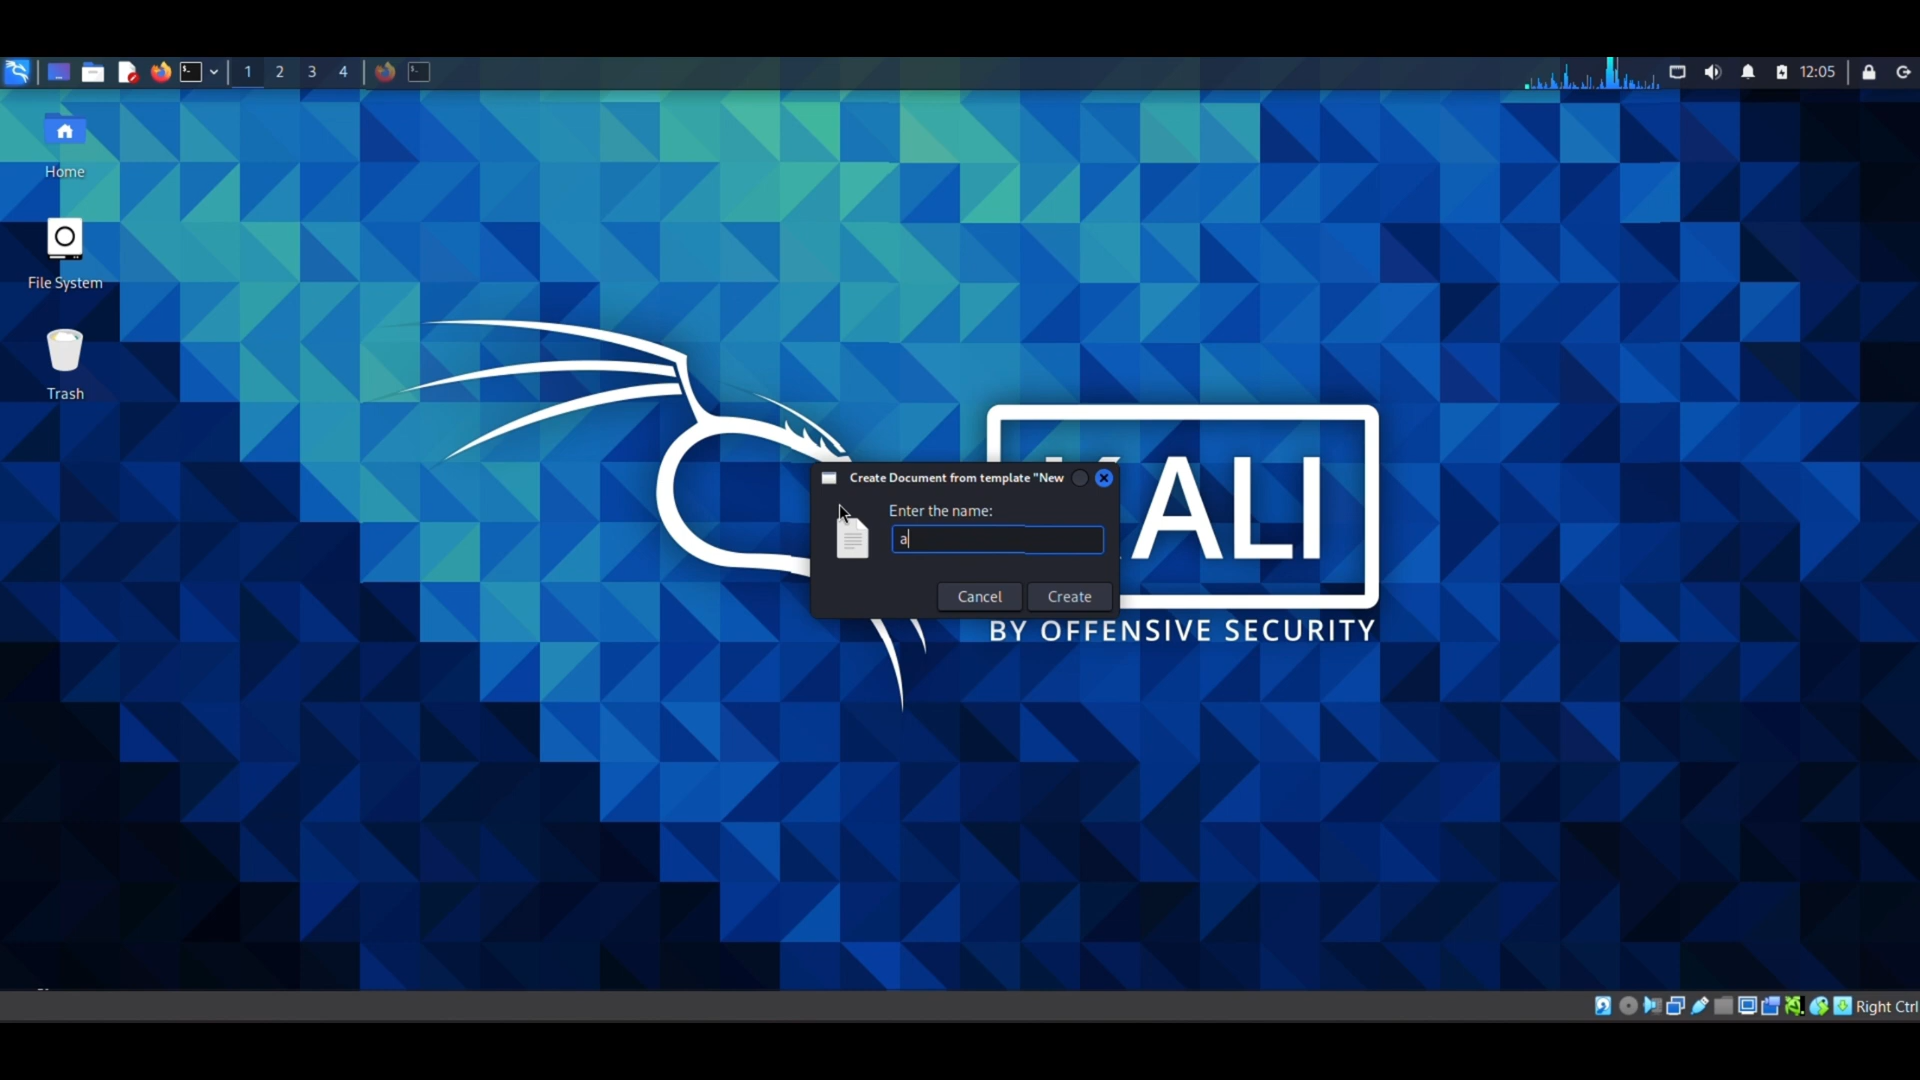 1 2 3 4
12:05
Home
File System
Trash
ALI
BY OFFENSIVE SECURITY
Create Document from template "New
Enter the name:
a
Cancel Create
Right Ctrl